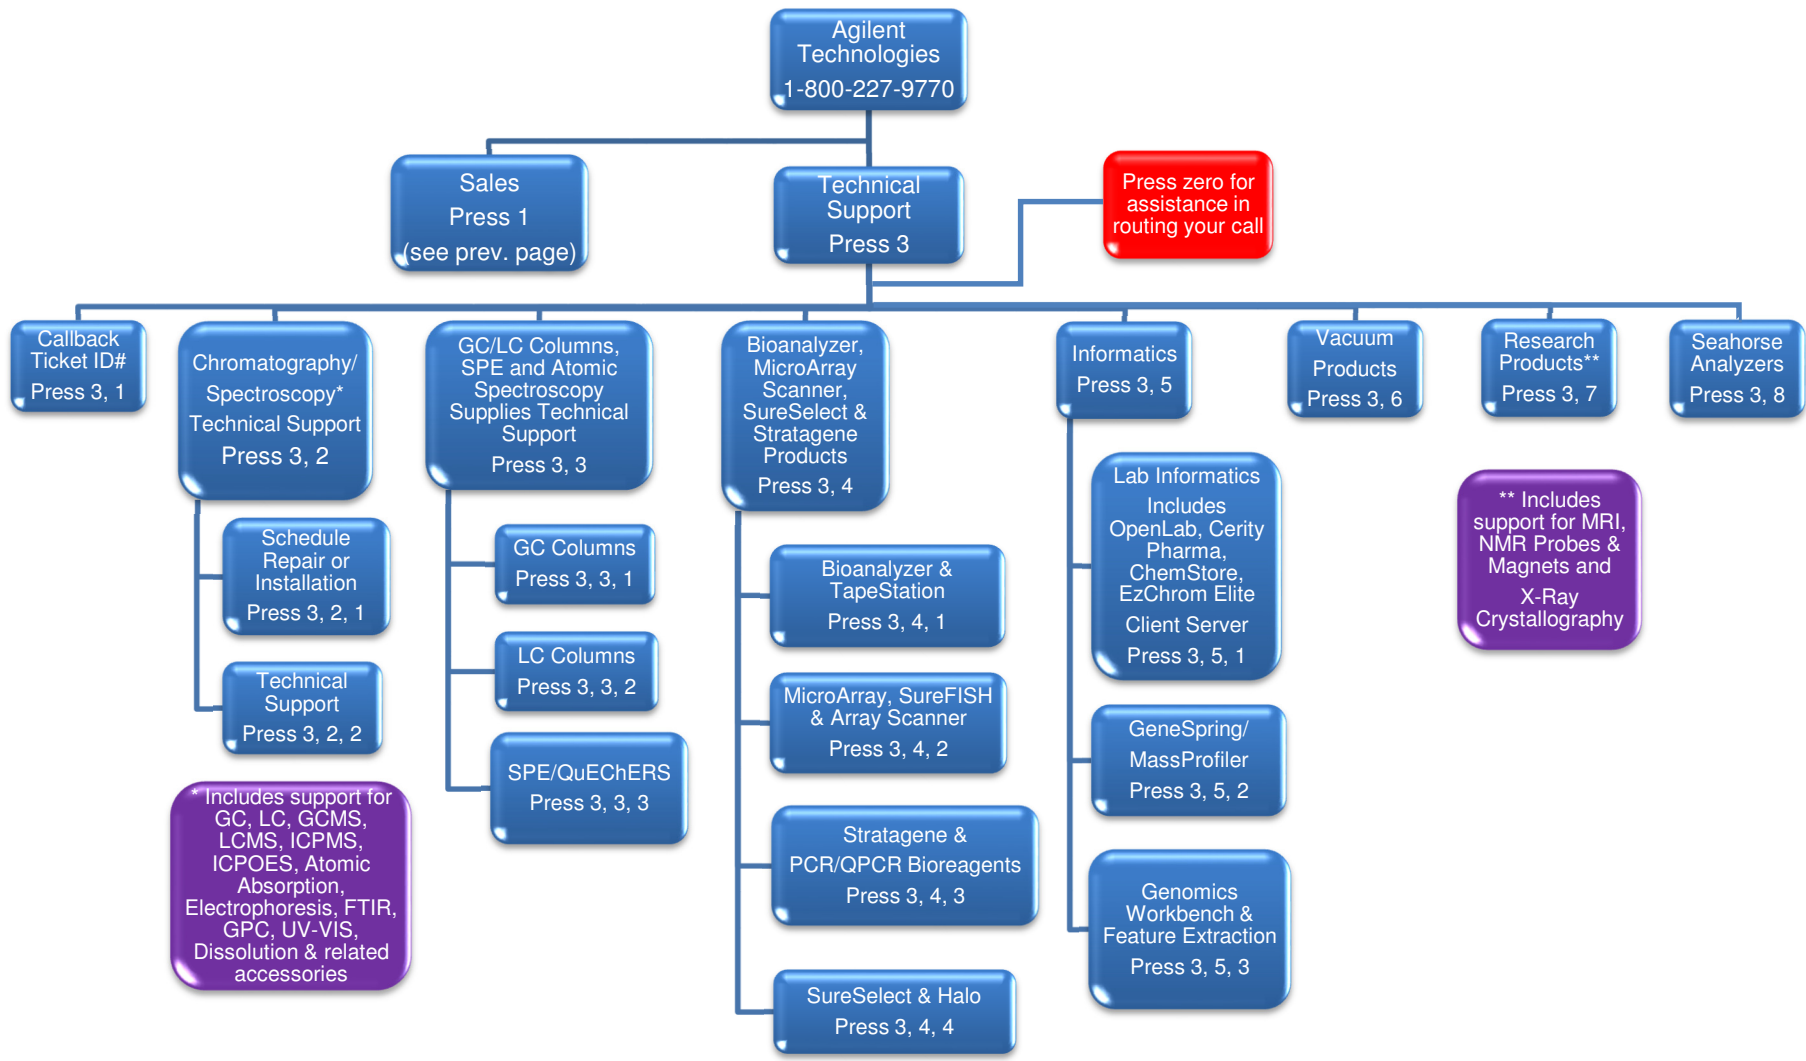 Agilent
Technologies
1-800-227-9770
Sales
Press 1
(see prev. page)
Technical
Support
Press 3
Press zero for
assistance in
routing your call
Callback
Ticket ID#
Press 3, 1
Chromatography/
Spectroscopy*
Technical Support
Press 3, 2
Schedule
Repair or
Installation
Press 3, 2, 1
Technical
Support
Press 3, 2, 2
* Includes support for
GC, LC, GCMS,
LCMS, ICPMS,
ICPOES, Atomic
Absorption,
Electrophoresis, FTIR,
GPC, UV-VIS,
Dissolution & related
accessories
GC/LC Columns,
SPE and Atomic
Spectroscopy
Supplies Technical
Support
Press 3, 3
GC Columns
Press 3, 3, 1
LC Columns
Press 3, 3, 2
SPE/QuEChERS
Press 3, 3, 3
Bioanalyzer,
MicroArray
Scanner,
SureSelect &
Stratagene
Products
Press 3, 4
Bioanalyzer &
TapeStation
Press 3, 4, 1
MicroArray, SureFISH
& Array Scanner
Press 3, 4, 2
Stratagene &
PCR/QPCR Bioreagents
Press 3, 4, 3
SureSelect & Halo
Press 3, 4, 4
Informatics
Press 3, 5
Lab Informatics
Includes
OpenLab, Cerity
Pharma,
ChemStore,
EzChrom Elite
Client Server
Press 3, 5, 1
GeneSpring/
MassProfiler
Press 3, 5, 2
Genomics
Workbench &
Feature Extraction
Press 3, 5, 3
Vacuum
Products
Press 3, 6
Research
Products**
Press 3, 7
** Includes
support for MRI,
NMR Probes &
Magnets and
X-Ray
Crystallography
Seahorse
Analyzers
Press 3, 8